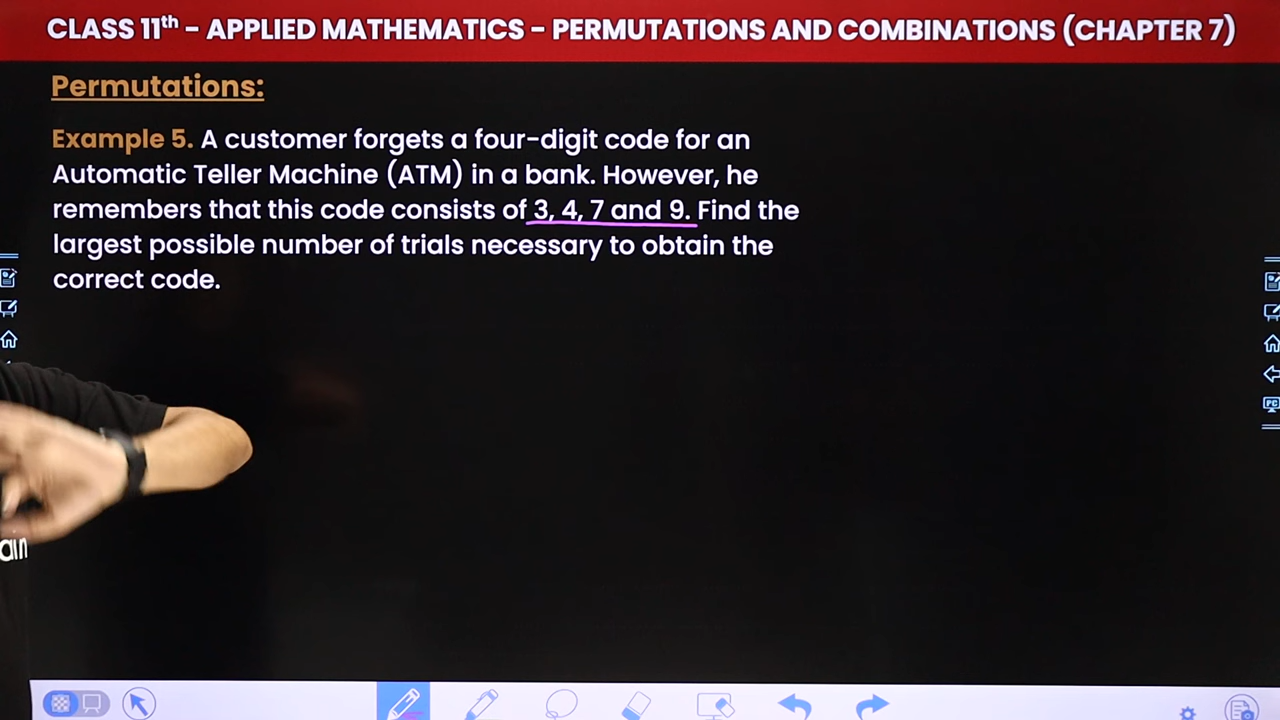 CLASS 11th - APPLIED MATHEMATICS - PERMUTATIONS AND COMBINATIONS (CHAPTER 7)
Permutations:
Example 5. A customer forgets a four-digit code for an
Automatic Teller Machine (ATM) in a bank. However, he
remembers that this code consists of 3, 4, 7 and 9. Find the
largest possible number of trials necessary to obtain the
correct code.
ain
PC